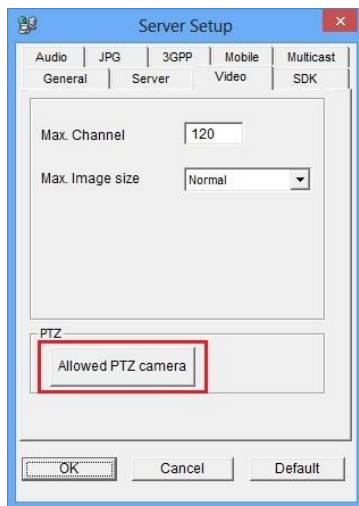 Server Setup
Audio JPG 3GPP Mobile Multicast
General Server Video SDK
Max. Channel 120
Max. Image size Normal
PTZ
Allowed PTZ camera
OK Cancel Default